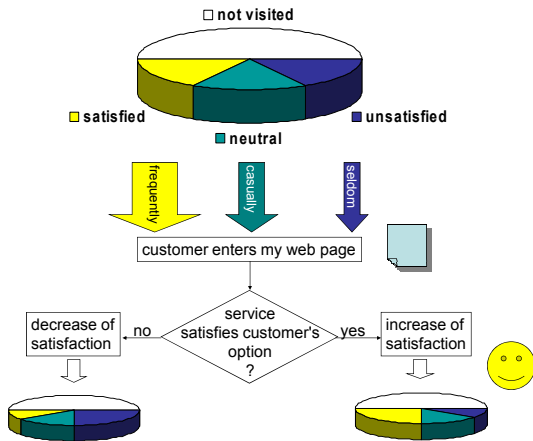 not visited
satisfied
unsatisfied
neutral
frequently
casually
seldom
customer enters my web page
service
satisfies customer's
option
?
no
yes
decrease of
satisfaction
increase of
satisfaction